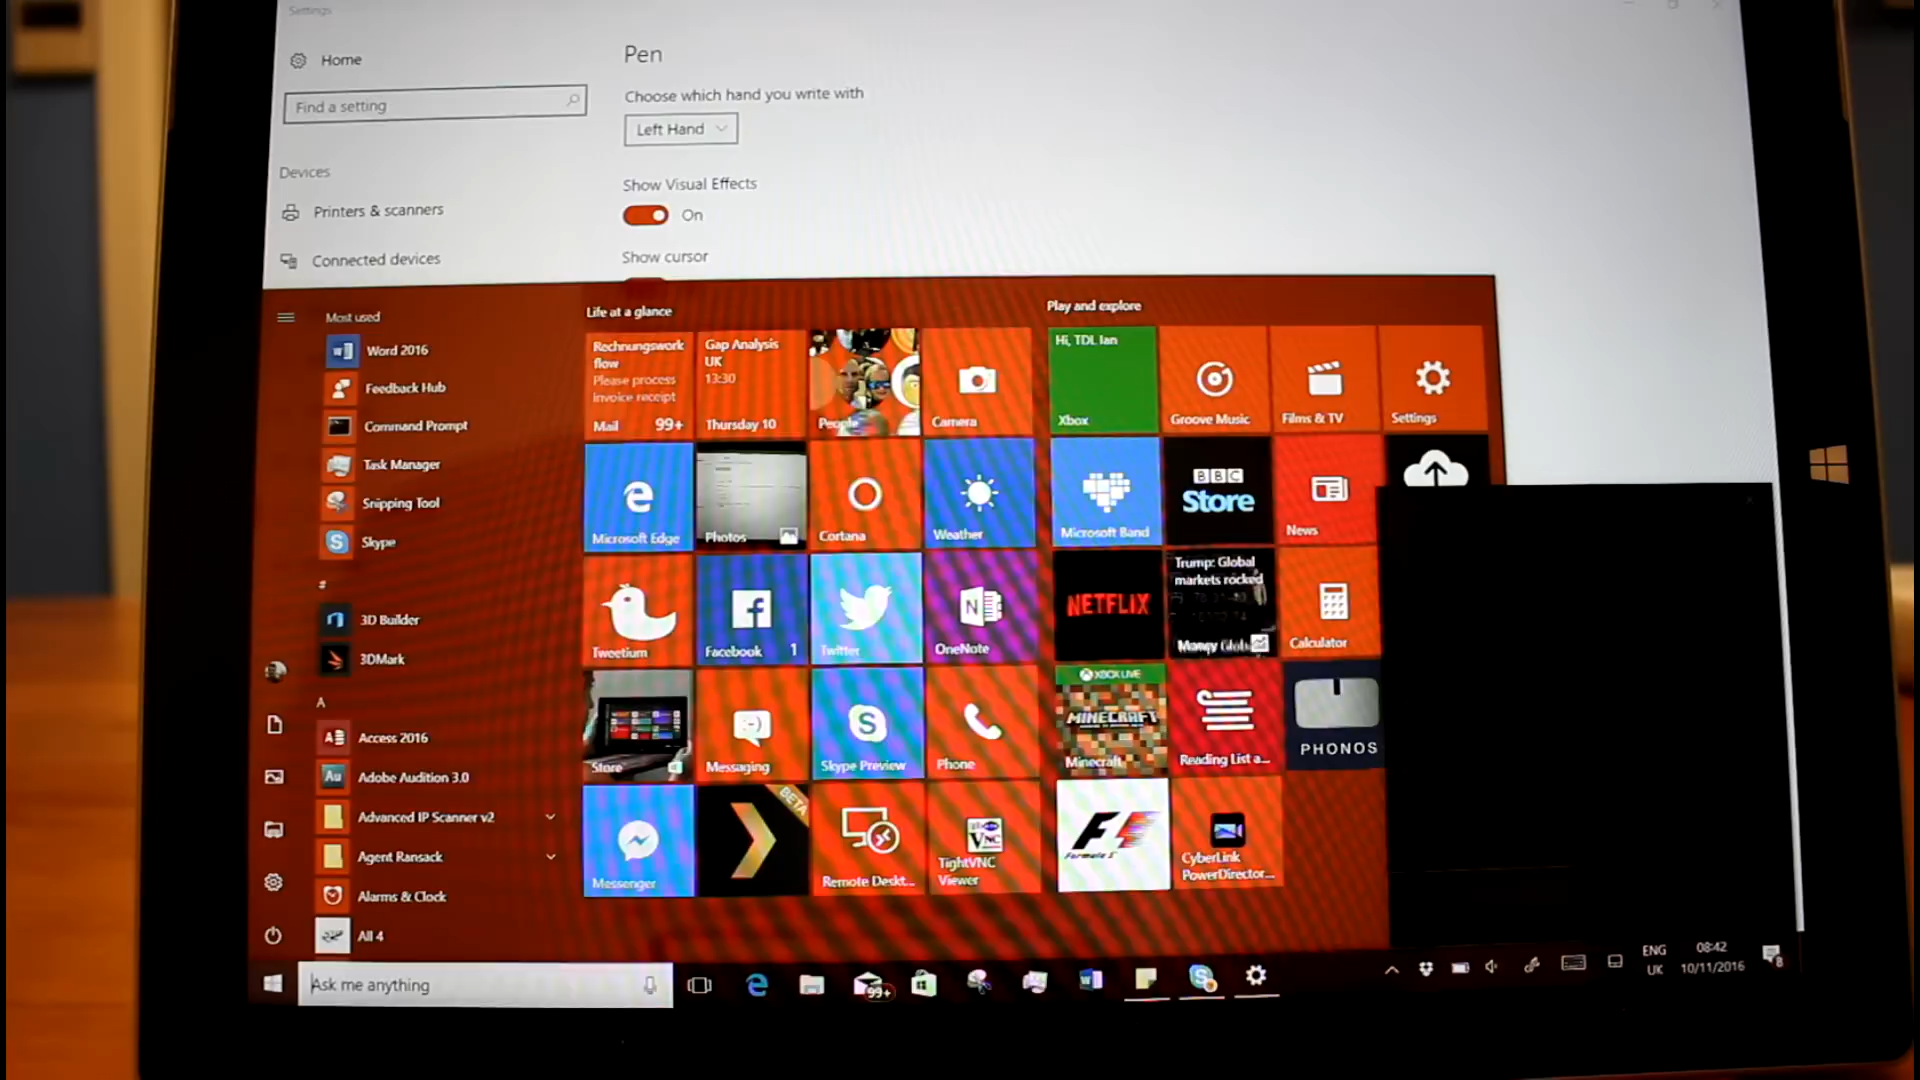 Settings
Home
Find a setting
Devices
Printers & scanners
Connected devices
Pen
Choose which hand you write with
Left Hand
Show Visual Effects
On
Show cursor
Most used
Word 2016
Feedback Hub
Command Prompt
Task Manager
Snipping Tool
Skype
#
3D Builder
3DMark
A
Access 2016
Adobe Audition 3.0
Advanced IP Scanner v2
Agent Ransack
Alarms & Clock
All 4
Life at a glance
Rechnungswork
flow
Please process
invoice receipt
Mail 99+
Gap Analysis
UK
13:30
Thursday 10
People
Camera
Microsoft Edge
Photos
Cortana
Weather
Tweetium
Facebook 1
Twitter
N
OneNote
Store
Messaging
Skype Preview
Phone
Messenger
BETA
Remote Deskt...
VNC
TightVNC
Viewer
Play and explore
Hi, TDL Ian
Xbox
Groove Music
Films & TV
Settings
Microsoft Band
BBC
Store
News
NETFLIX
Trump: Global
markets rocked
Money
Calculator
XBOX LIVE
MINECRAFT
Minecraft
Reading List a...
PHONOS
F1
Formula 1
CyberLink
PowerDirector...
Ask me anything
99+
ENG
UK
08:42
10/11/2016
8